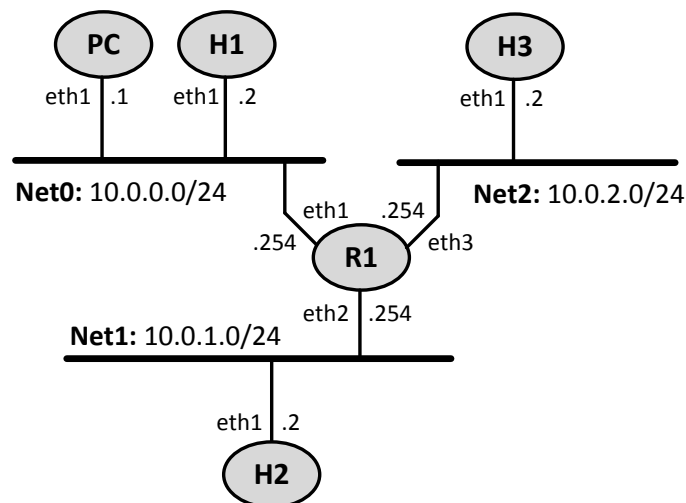 PC
H1
H3
eth1 .1
eth1 .2
eth1 .2
Net0: 10.0.0.0/24
Net2: 10.0.2.0/24
eth1
.254
.254
eth3
R1
eth2 .254
Net1: 10.0.1.0/24
eth1 .2
H2